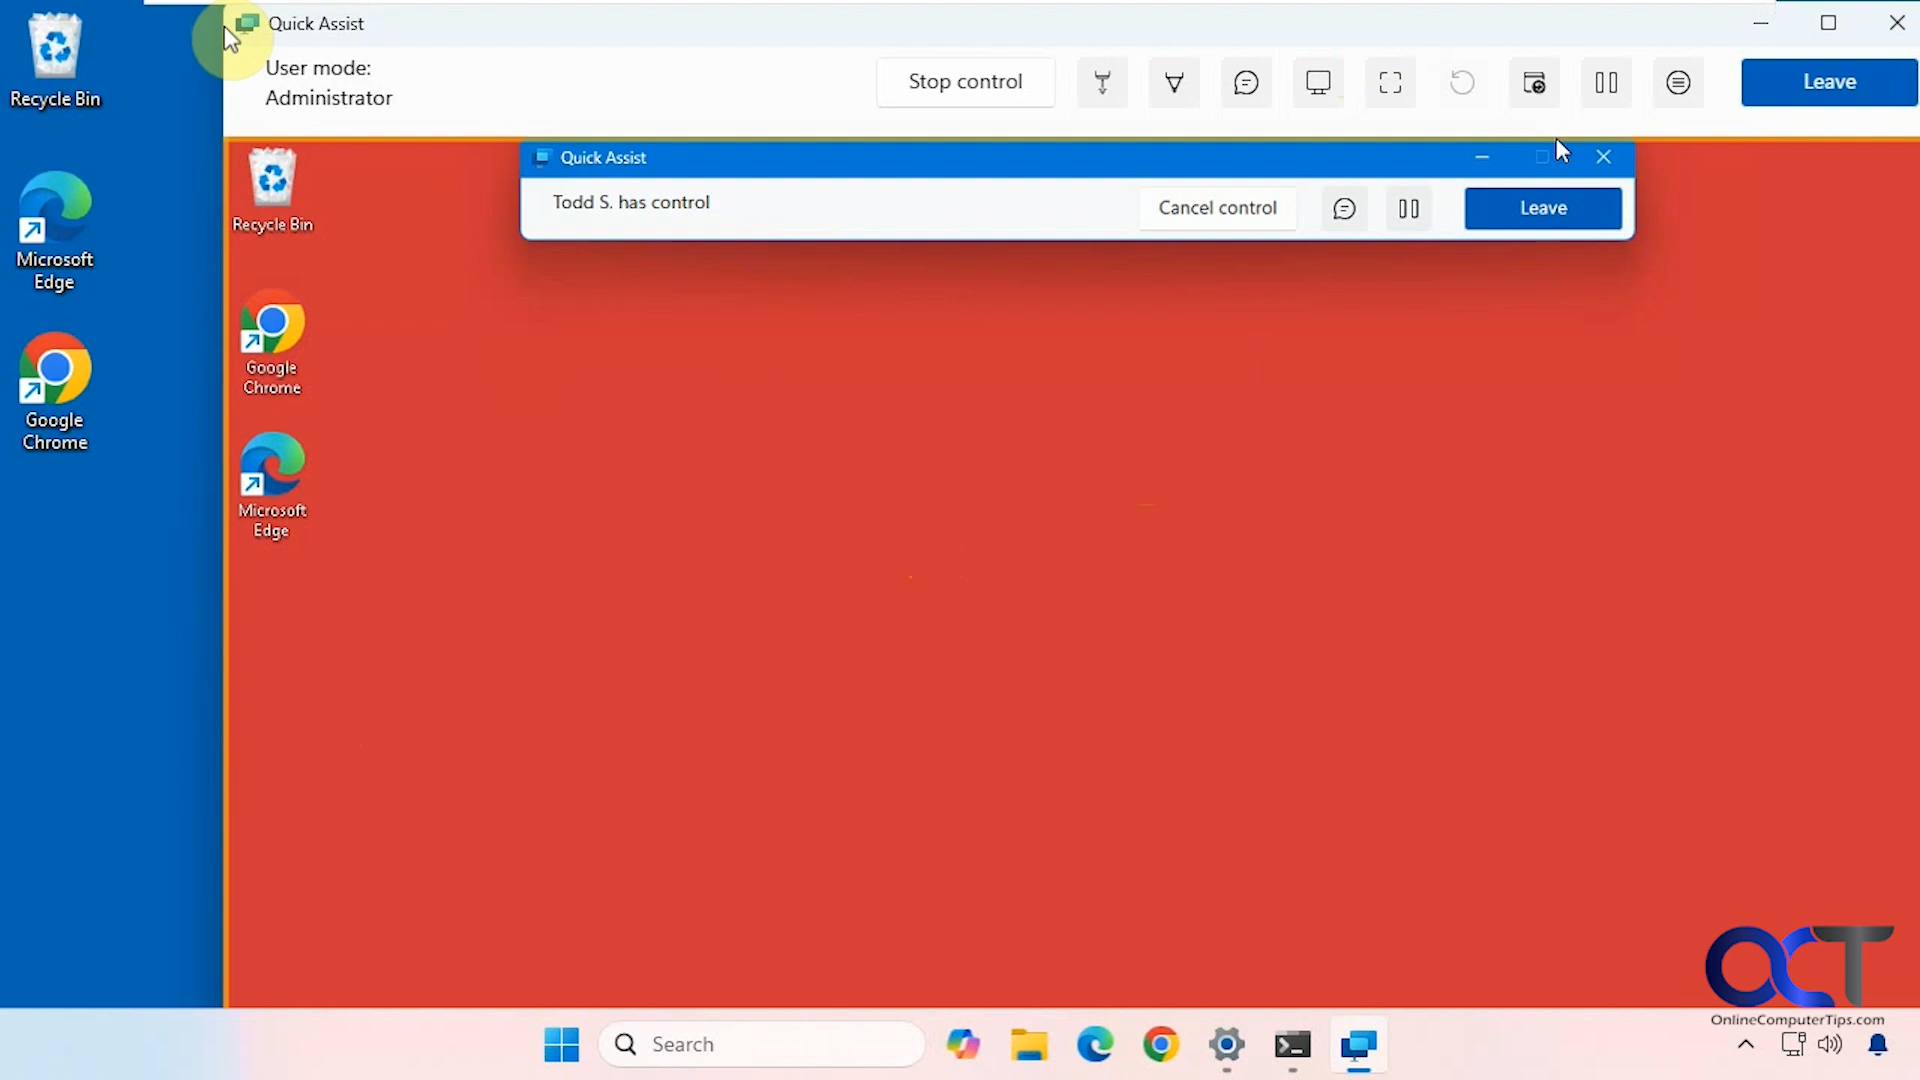 Quick Assist
User mode:
Administrator
Stop control
Leave
Recycle Bin
Microsoft
Edge
Google
Chrome
Quick Assist
Todd S. has control
Cancel control
Leave
Recycle Bin
Google
Chrome
Microsoft
Edge
OCT
OnlineComputerTips.com
Search